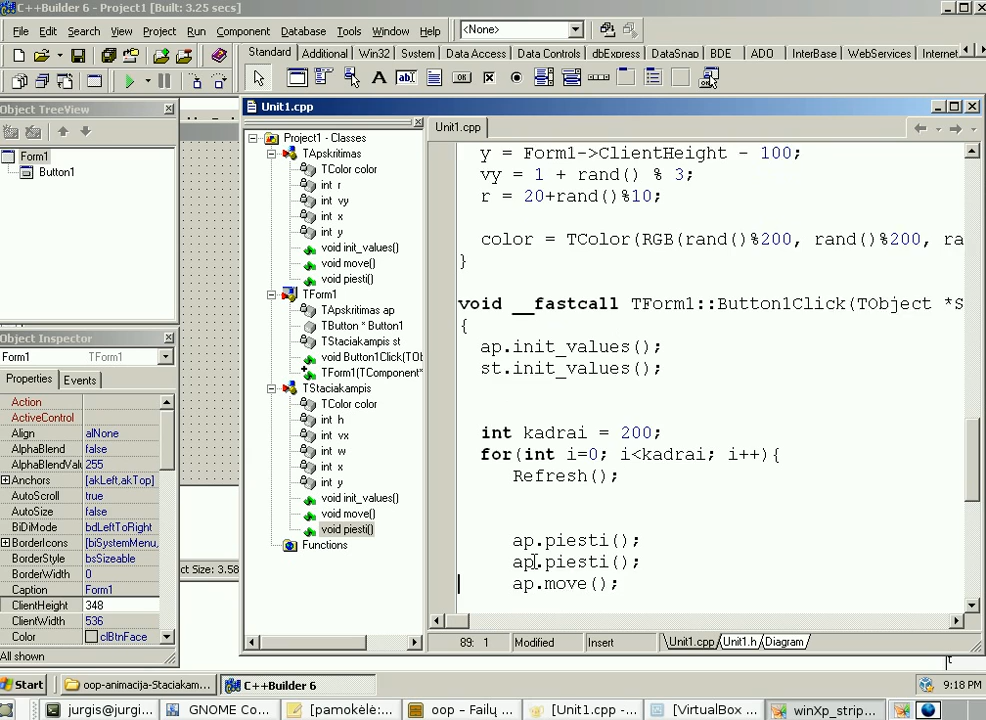 C++Builder 6 - Project1 [Built: 3.25 secs]
File Edit Search View Project Run Component Database Tools Window Help
<None>
Standard Additional Win32 System Data Access Data Controls dbExpress DataSnap BDE ADO InterBase WebServices Internet
Object TreeView
Form1
Button1
Object Inspector
Form1 TForm1
Properties Events
Action
ActiveControl
Align alNone
AlphaBlend false
AlphaBlendValu 255
Anchors [akLeft,akTop]
AutoScroll true
AutoSize false
BiDiMode bdLeftToRight
BorderIcons [biSystemMenu,
BorderStyle bsSizeable
BorderWidth 0
Caption Form1
ClientHeight 348
ClientWidth 536
Color clBtnFace
All shown
ct Size: 3.58
Unit1.cpp
Project1 - Classes
TApskritimas
TColor color
int r
int vy
int x
int y
void init_values()
void move()
void piesti()
TForm1
TApskritimas ap
TButton * Button1
TStaciakampis st
void Button1Click(TOb
TForm1(TComponent*
TStaciakampis
TColor color
int h
int vx
int w
int x
int y
void init_values()
void move()
void piesti()
Functions
Unit1.cpp
y = Form1->ClientHeight - 100;
vy = 1 + rand() % 3;
r = 20+rand()%10;
color = TColor(RGB(rand()%200, rand()%200, ra
}
void __fastcall TForm1::Button1Click(TObject *S
{
ap.init_values();
st.init_values();
int kadrai = 200;
for(int i=0; i<kadrai; i++){
Refresh();
ap.piesti();
ap.piesti();
ap.move();
89: 1 Modified Insert Unit1.cpp Unit1.h Diagram
Start oop-animacija-Staciakam... C++Builder 6 9:18 PM
jurgis@jurgi... GNOME Co... [pamokėlė:... oop – Failų ... [Unit1.cpp -... [VirtualBox ... winXp_strip...